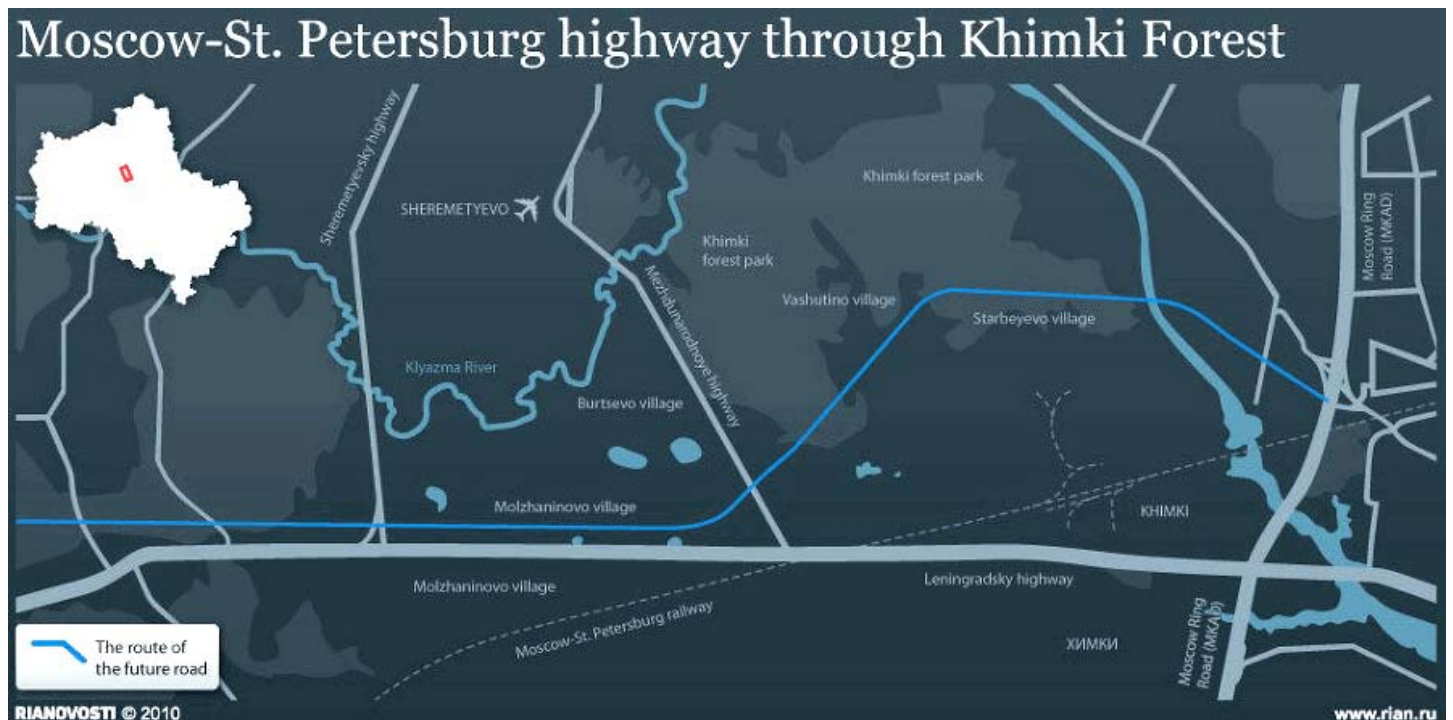 Moscow-St. Petersburg highway through Khimki Forest
Sheremetyevsky highway
SHEREMETYEVO
Khimki forest park
Khimki
forest park
Moscow Ring
Road (MKAD)
Mezhdunarodnoye highway
Vashutino village
Starbeyevo village
Klyazma River
Burtsevo village
Molzhaninovo village
KHIMKI
Molzhaninovo village
Leningradsky highway
Moscow-St. Petersburg railway
ХИМКИ
Moscow Ring
Road (MKAD)
The route of
the future road
RIANOVOSTI © 2010
www.rian.ru